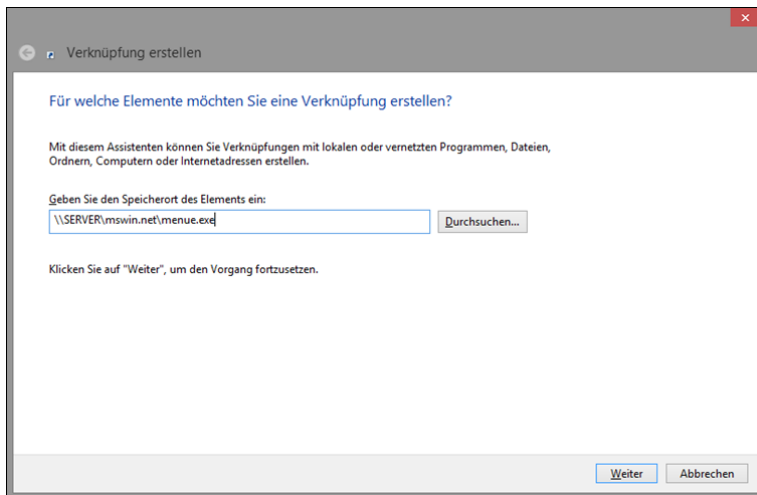 Verknüpfung erstellen
Für welche Elemente möchten Sie eine Verknüpfung erstellen?
Mit diesem Assistenten können Sie Verknüpfungen mit lokalen oder vernetzten Programmen, Dateien,
Ordnern, Computern oder Internetadressen erstellen.
Geben Sie den Speicherort des Elements ein:
\\SERVER\mswin.net\menue.exe
Durchsuchen...
Klicken Sie auf "Weiter", um den Vorgang fortzusetzen.
Weiter Abbrechen